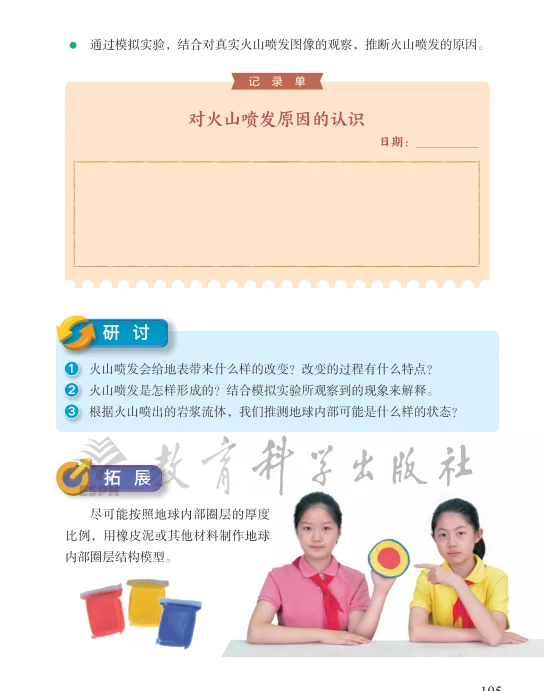 通过模拟实验，结合对真实火山喷发图像的观察，推断火山喷发的原因。
记 录 单
对火山喷发原因的认识
日期：
研 讨
1 火山喷发会给地表带来什么样的改变？改变的过程有什么特点？
2 火山喷发是怎样形成的？结合模拟实验所观察到的现象来解释。
3 根据火山喷出的岩浆流体，我们推测地球内部可能是什么样的状态？
教育科学出版社
ESPH
拓 展
尽可能按照地球内部圈层的厚度
比例，用橡皮泥或其他材料制作地球
内部圈层结构模型。
105